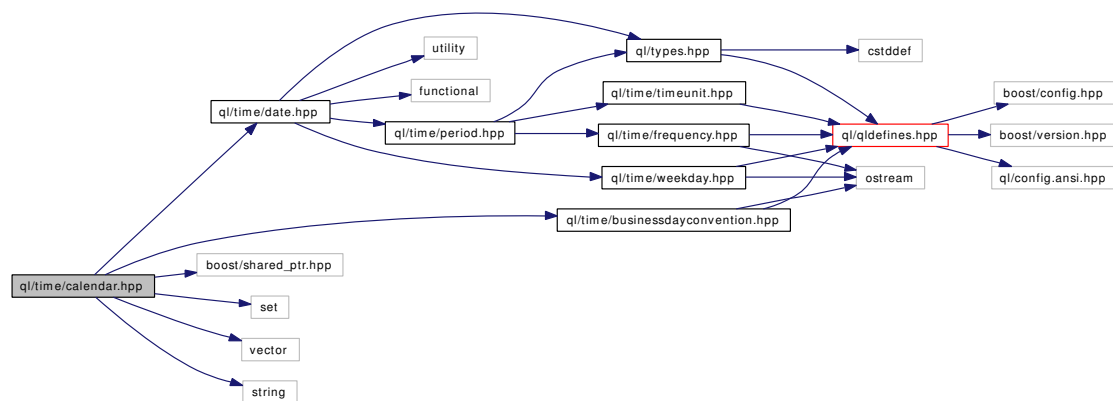 utility
ql/types.hpp
cstddef
functional
ql/time/timeunit.hpp
boost/config.hpp
ql/time/date.hpp
ql/time/period.hpp
ql/time/frequency.hpp
ql/qldefines.hpp
boost/version.hpp
ql/time/weekday.hpp
ostream
ql/config.ansi.hpp
ql/time/businessdayconvention.hpp
boost/shared_ptr.hpp
ql/time/calendar.hpp
set
vector
string